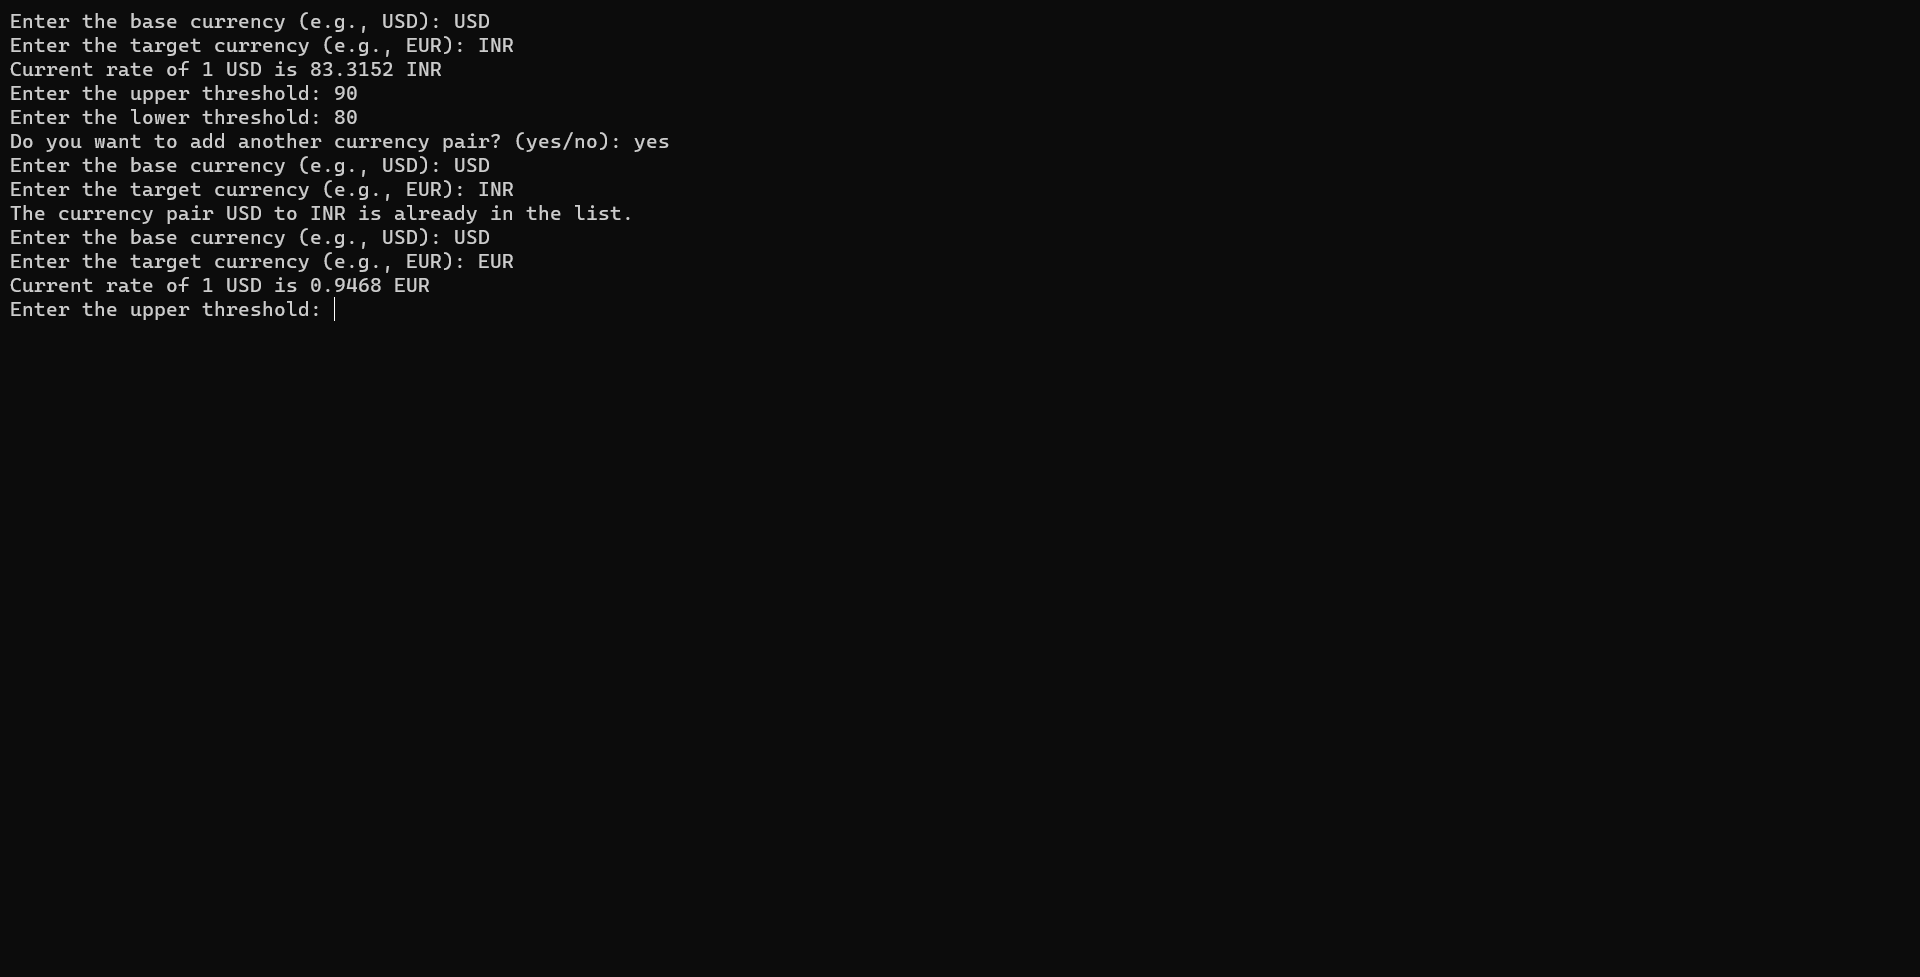 Enter the base currency (e.g., USD): USD
Enter the target currency (e.g., EUR): INR
Current rate of 1 USD is 83.3152 INR
Enter the upper threshold: 90
Enter the lower threshold: 80
Do you want to add another currency pair? (yes/no): yes
Enter the base currency (e.g., USD): USD
Enter the target currency (e.g., EUR): INR
The currency pair USD to INR is already in the list.
Enter the base currency (e.g., USD): USD
Enter the target currency (e.g., EUR): EUR
Current rate of 1 USD is 0.9468 EUR
Enter the upper threshold: